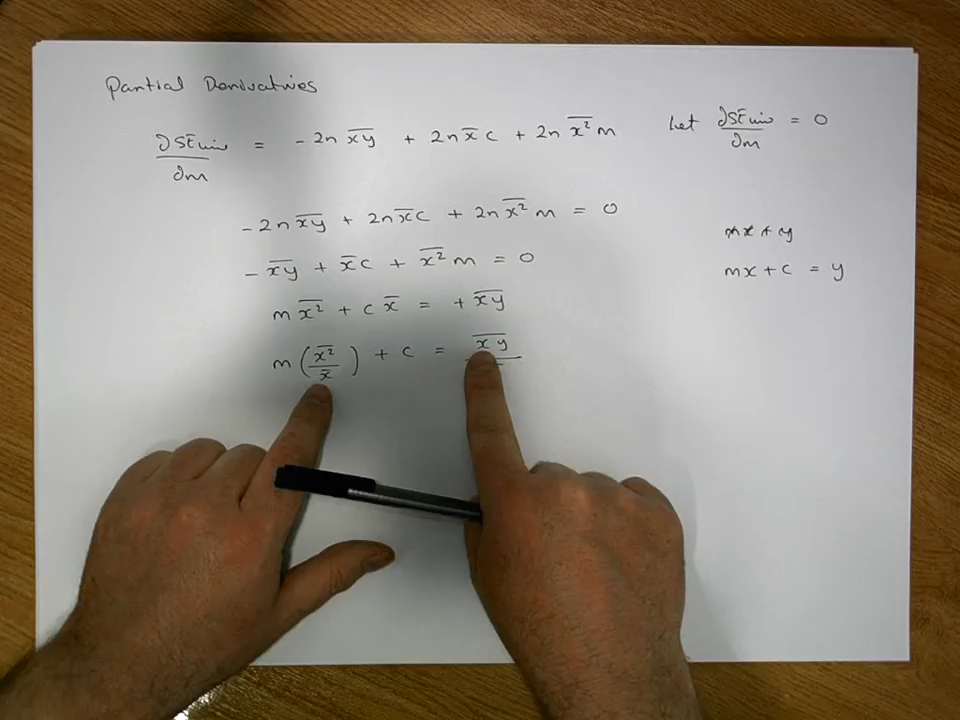 Partial Derivatives
∂SE_line/∂m = -2n x̅y̅ + 2n x̅ c + 2n x̅²̅ m    Let ∂SE_line/∂m = 0
-2n x̅y̅ + 2n x̅ c + 2n x̅²̅ m = 0
mx + y
- x̅y̅ + x̅ c + x̅²̅ m = 0
mx + c = y
m x̅²̅ + c x̅ = + x̅y̅
m (x̅²̅/x̅) + c = x̅y̅